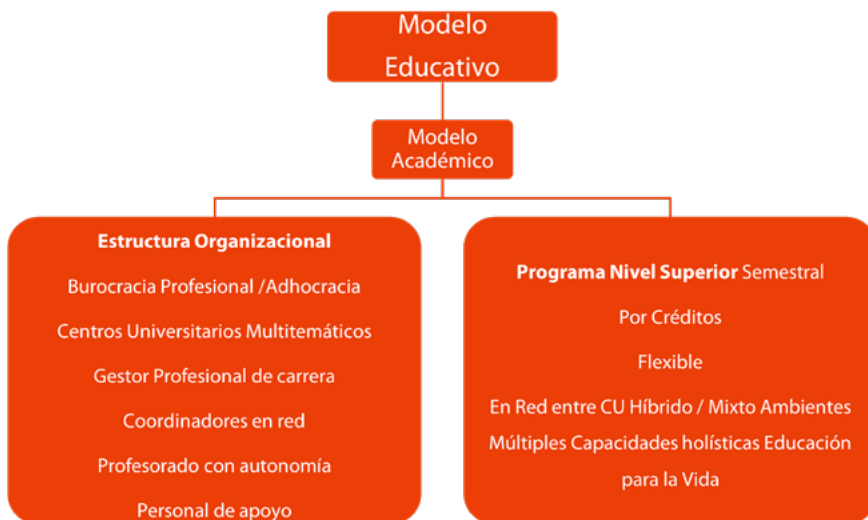 Modelo
Educativo
Modelo
Académico
Estructura Organizacional
Burocracia Profesional /Adhocracia
Centros Universitarios Multitemáticos
Gestor Profesional de carrera
Coordinadores en red
Profesorado con autonomía
Personal de apoyo
Programa Nivel Superior Semestral
Por Créditos
Flexible
En Red entre CU Híbrido / Mixto Ambientes
Múltiples Capacidades holísticas Educación
para la Vida